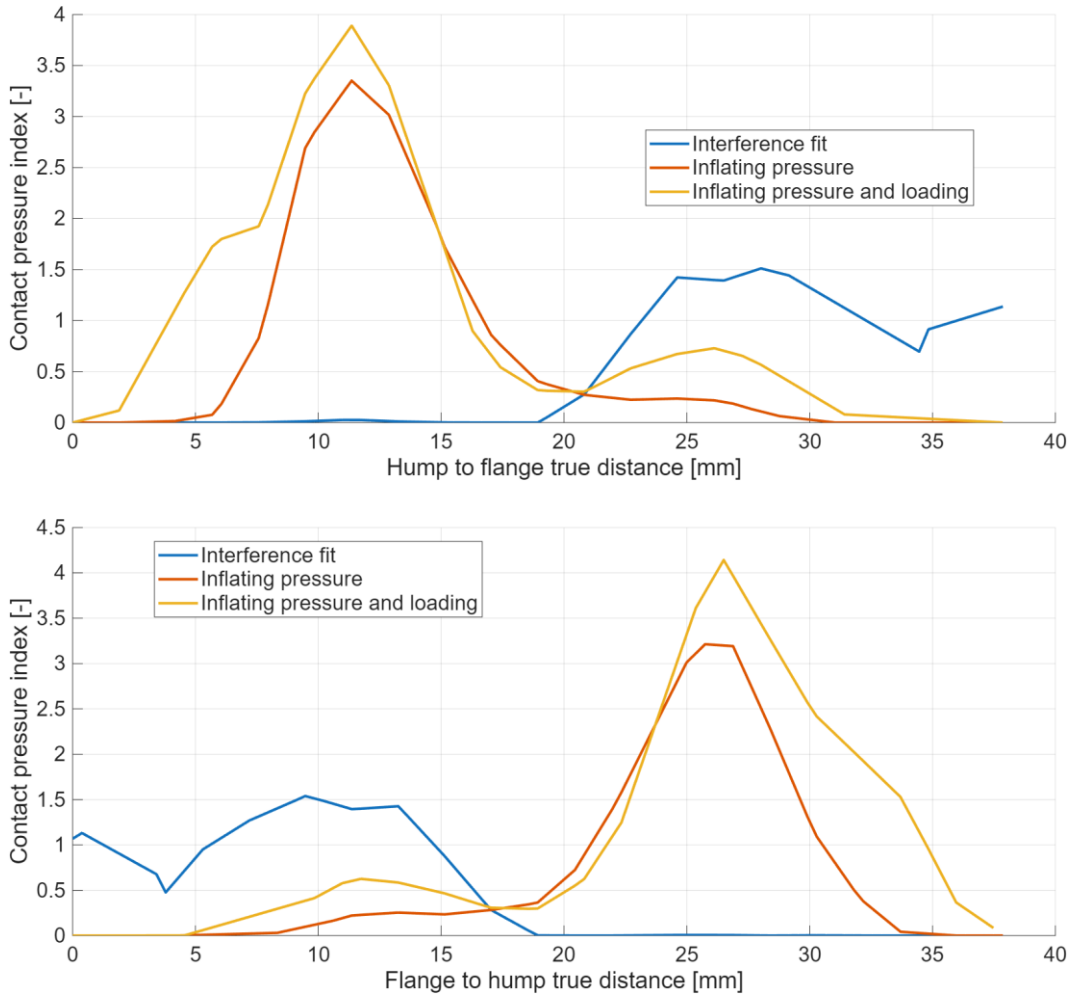 4
3.5
3
2.5
2
1.5
1
0.5
0
Contact pressure index [-]
Interference fit
Inflating pressure
Inflating pressure and loading
0 5 10 15 20 25 30 35 40
Hump to flange true distance [mm]
4.5
4
3.5
3
2.5
2
1.5
1
0.5
0
Contact pressure index [-]
Interference fit
Inflating pressure
Inflating pressure and loading
0 5 10 15 20 25 30 35 40
Flange to hump true distance [mm]